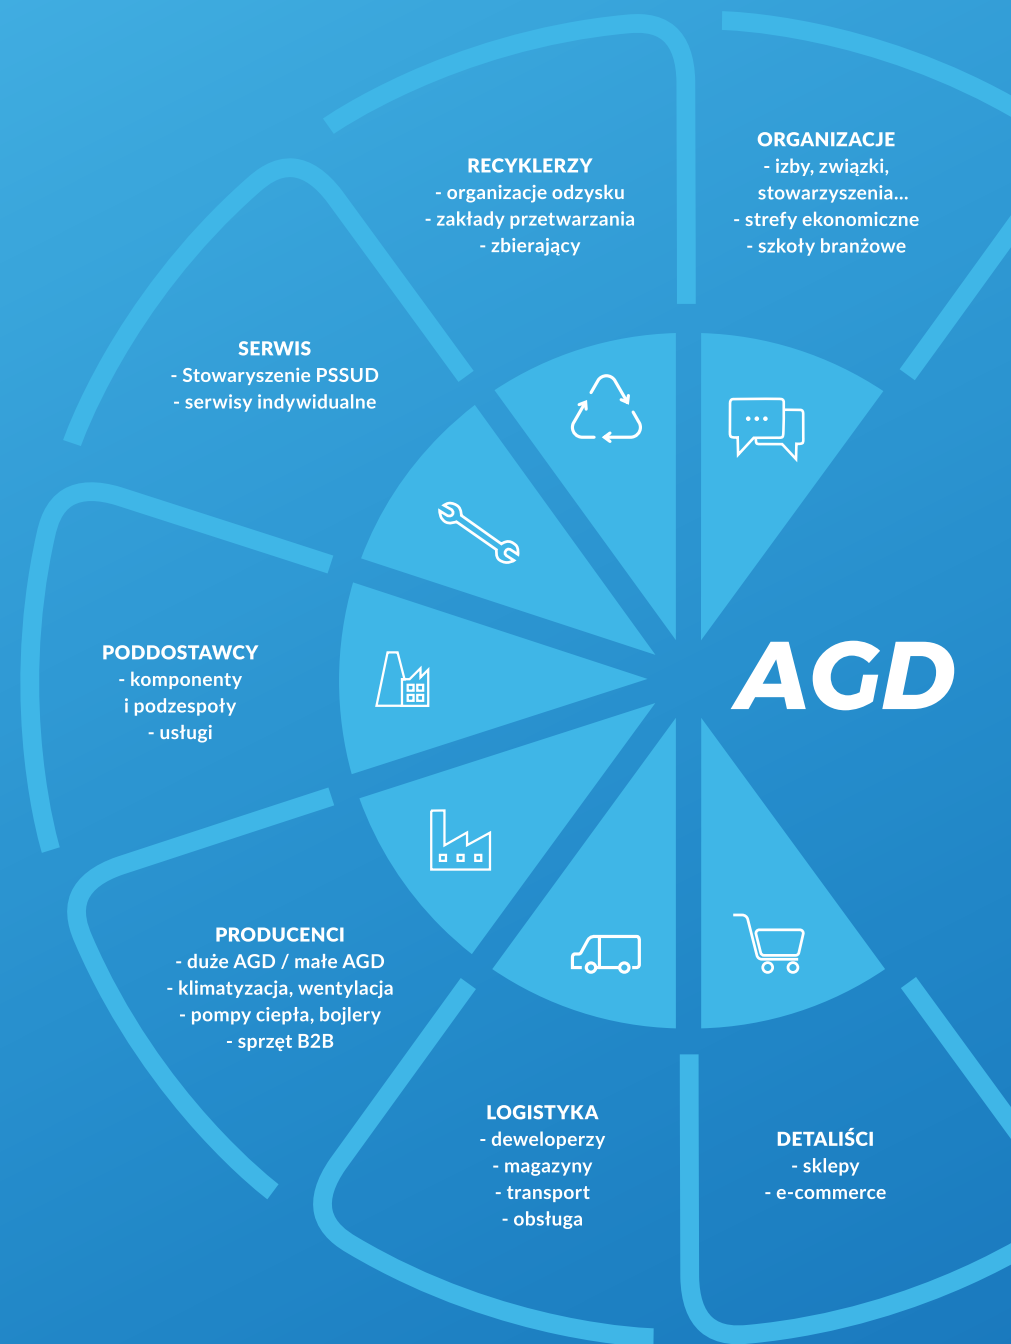 ORGANIZACJE
- izby, związki,
stowarzyszenia...
- strefy ekonomiczne
- szkoły branżowe
RECYKLERZY
- organizacje odzysku
- zakłady przetwarzania
- zbierający
SERWIS
- Stowaryszenie PSSUD
- serwisy indywidualne
PODDOSTAWCY
- komponenty
i podzespoły
- usługi
AGD
PRODUCENCI
- duże AGD / małe AGD
- klimatyzacja, wentylacja
- pompy ciepła, bojlery
- sprzęt B2B
LOGISTYKA
- deweloperzy
- magazyny
- transport
- obsługa
DETALIŚCI
- sklepy
- e-commerce